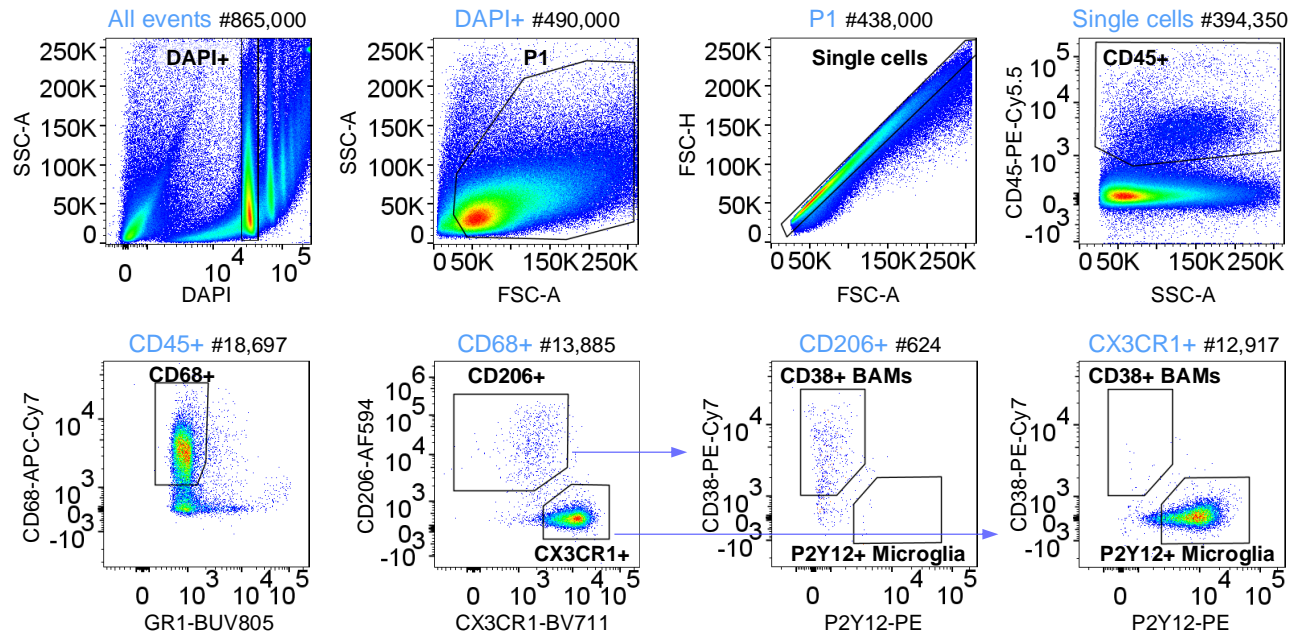 All events #865,000
DAPI+ #490,000
P1 #438,000
Single cells #394,350
250K
200K
150K
100K
50K
0
SSC-A
DAPI+
0 10^4 10^5
DAPI
250K
200K
150K
100K
50K
0
SSC-A
P1
0 50K 150K 250K
FSC-A
250K
200K
150K
100K
50K
0
FSC-H
Single cells
0 50K 150K 250K
FSC-A
10^5
10^4
10^3
0
-10^3
CD45-PE-Cy5.5
CD45+
0 50K 150K 250K
SSC-A
CD45+ #18,697
CD68+ #13,885
CD206+ #624
CX3CR1+ #12,917
10^4
10^3
0
-10^3
CD68-APC-Cy7
CD68+
0 10^3 10^4 10^5
GR1-BUV805
10^6
10^5
10^4
10^3
0
-10^3
CD206-AF594
CD206+
CX3CR1+
0 10^3 10^4 10^5
CX3CR1-BV711
10^4
10^3
0
-10^3
CD38-PE-Cy7
CD38+ BAMs
P2Y12+ Microglia
0 10^4 10^5
P2Y12-PE
10^4
10^3
0
-10^3
CD38-PE-Cy7
CD38+ BAMs
P2Y12+ Microglia
0 10^4 10^5
P2Y12-PE